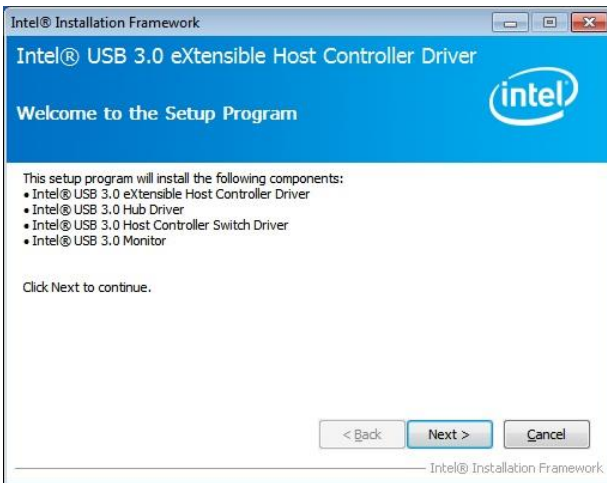 Intel® Installation Framework
Intel® USB 3.0 eXtensible Host Controller Driver
intel®
Welcome to the Setup Program
This setup program will install the following components:
• Intel® USB 3.0 eXtensible Host Controller Driver
• Intel® USB 3.0 Hub Driver
• Intel® USB 3.0 Host Controller Switch Driver
• Intel® USB 3.0 Monitor
Click Next to continue.
< Back Next > Cancel
Intel® Installation Framework